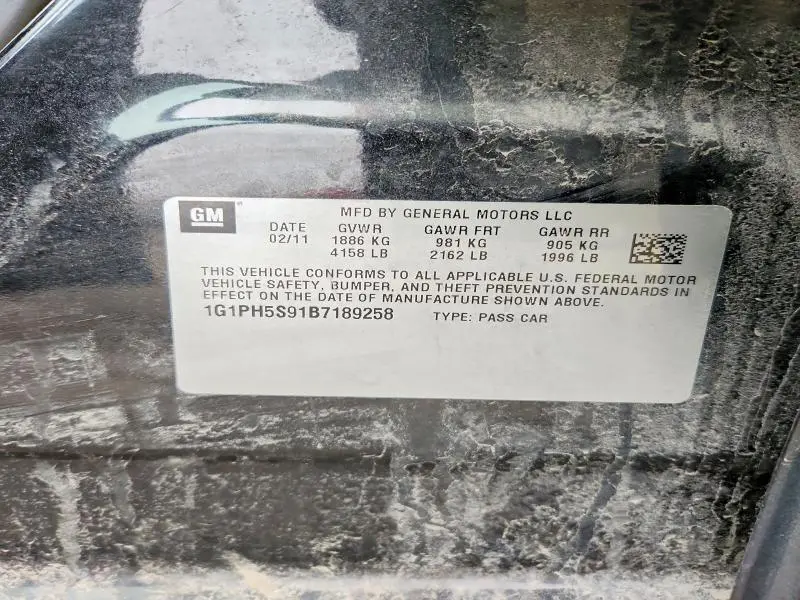 GM
MFD BY GENERAL MOTORS LLC
DATE GVWR GAWR FRT GAWR RR
02/11 1886 KG 981 KG 905 KG
4158 LB 2162 LB 1996 LB
THIS VEHICLE CONFORMS TO ALL APPLICABLE U.S. FEDERAL MOTOR
VEHICLE SAFETY, BUMPER, AND THEFT PREVENTION STANDARDS IN
EFFECT ON THE DATE OF MANUFACTURE SHOWN ABOVE.
1G1PH5S91B7189258 TYPE: PASS CAR